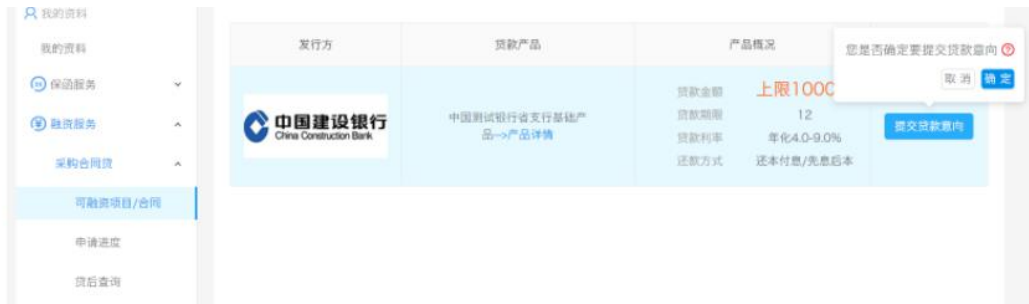 我的资料
我的资料
保函服务
融资服务
采购合同贷
可融资项目/合同
申请进度
贷后查询
发行方
贷款产品
产品概况
中国建设银行
China Construction Bank
中国测试银行省支行基础产
品-->产品详情
贷款金额 上限1000
贷款期限 12
贷款利率 年化4.0-9.0%
还款方式 还本付息/先息后本
您是否确定要提交贷款意向
取消 确定
提交贷款意向